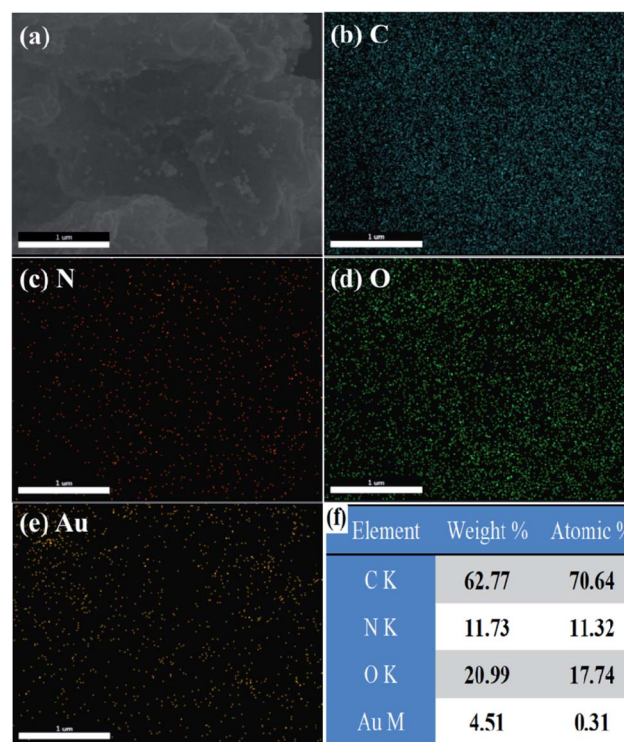 (a)
1 um
(b) C
1 um
(c) N
1 um
(d) O
1 um
(e) Au
1 um
(f)
Element Weight % Atomic %
C K 62.77 70.64
N K 11.73 11.32
O K 20.99 17.74
Au M 4.51 0.31